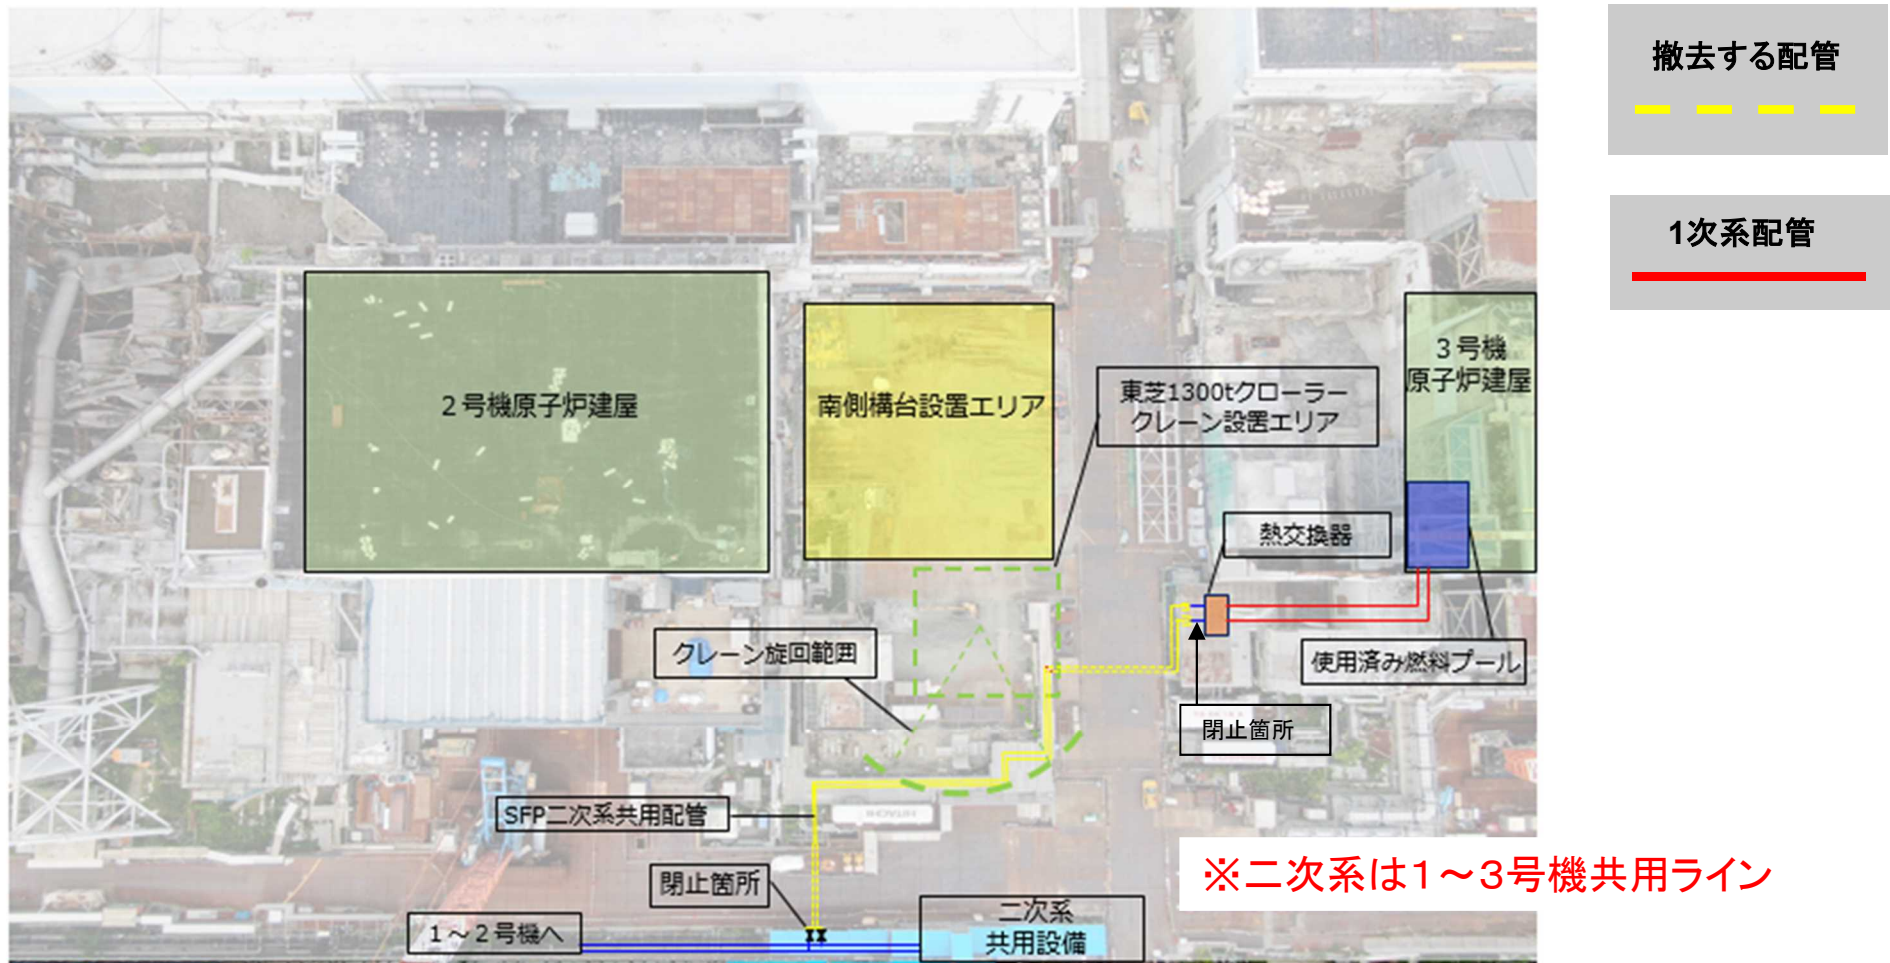 撤去する配管
1次系配管
２号機原子炉建屋
南側構台設置エリア
東芝1300tクローラー
クレーン設置エリア
３号機
原子炉建屋
熱交換器
クレーン旋回範囲
使用済み燃料プール
閉止箇所
SFP二次系共用配管
HITACHI
※二次系は１～３号機共用ライン
閉止箇所
１～２号機へ
二次系
共用設備